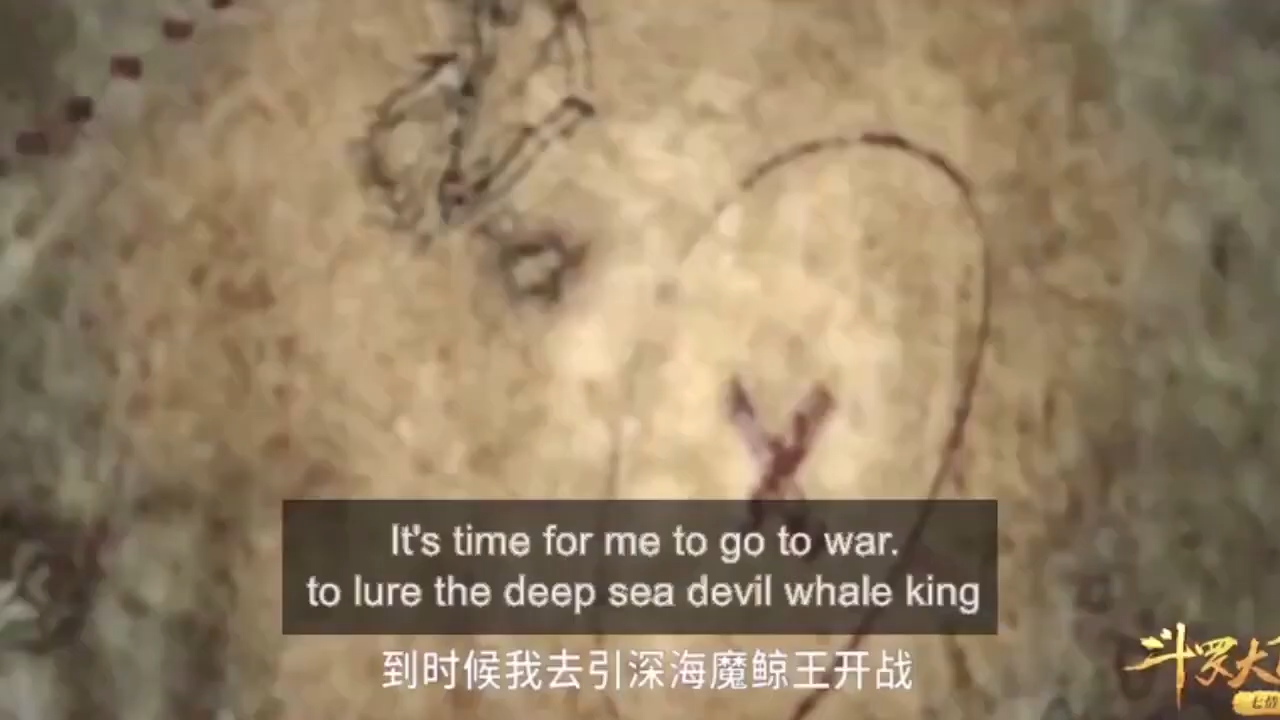 It's time for me to go to war.
to lure the deep sea devil whale king
到时候我去引深海魔鲸王开战
斗罗大